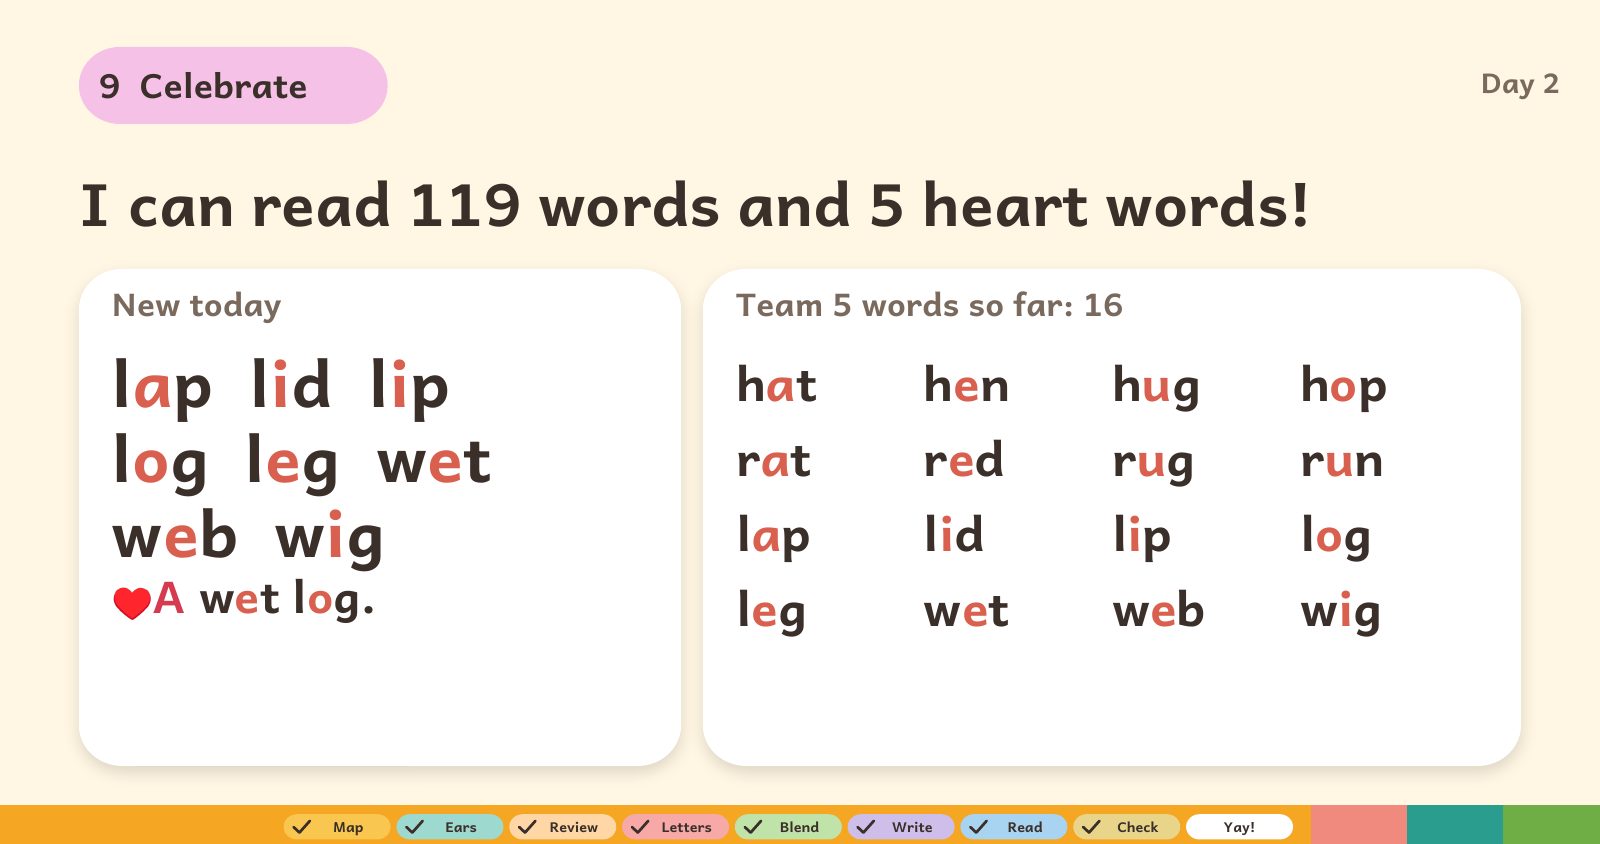 9 Celebrate
Day 2
I can read 119 words and 5 heart words!
New today
lap lid lip
log leg wet
web wig
A wet log.
Team 5 words so far: 16
hat hen hug hop
rat red rug run
lap lid lip log
leg wet web wig
Map Ears Review Letters Blend Write Read Check Yay!